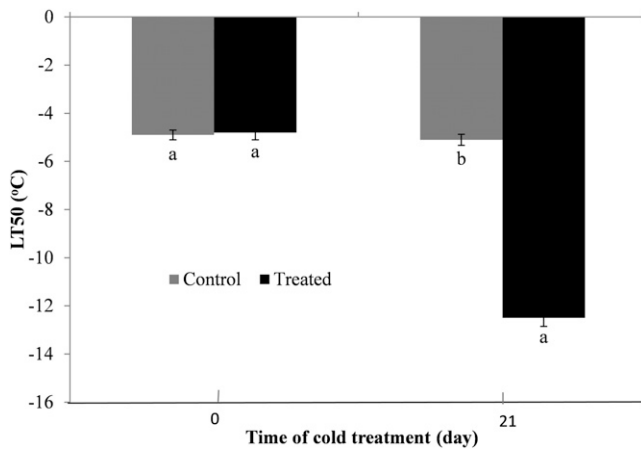 0
-2
-4
-6
-8
-10
-12
-14
-16
LT50 (°C)
a a b
a
Control Treated
0 21
Time of cold treatment (day)